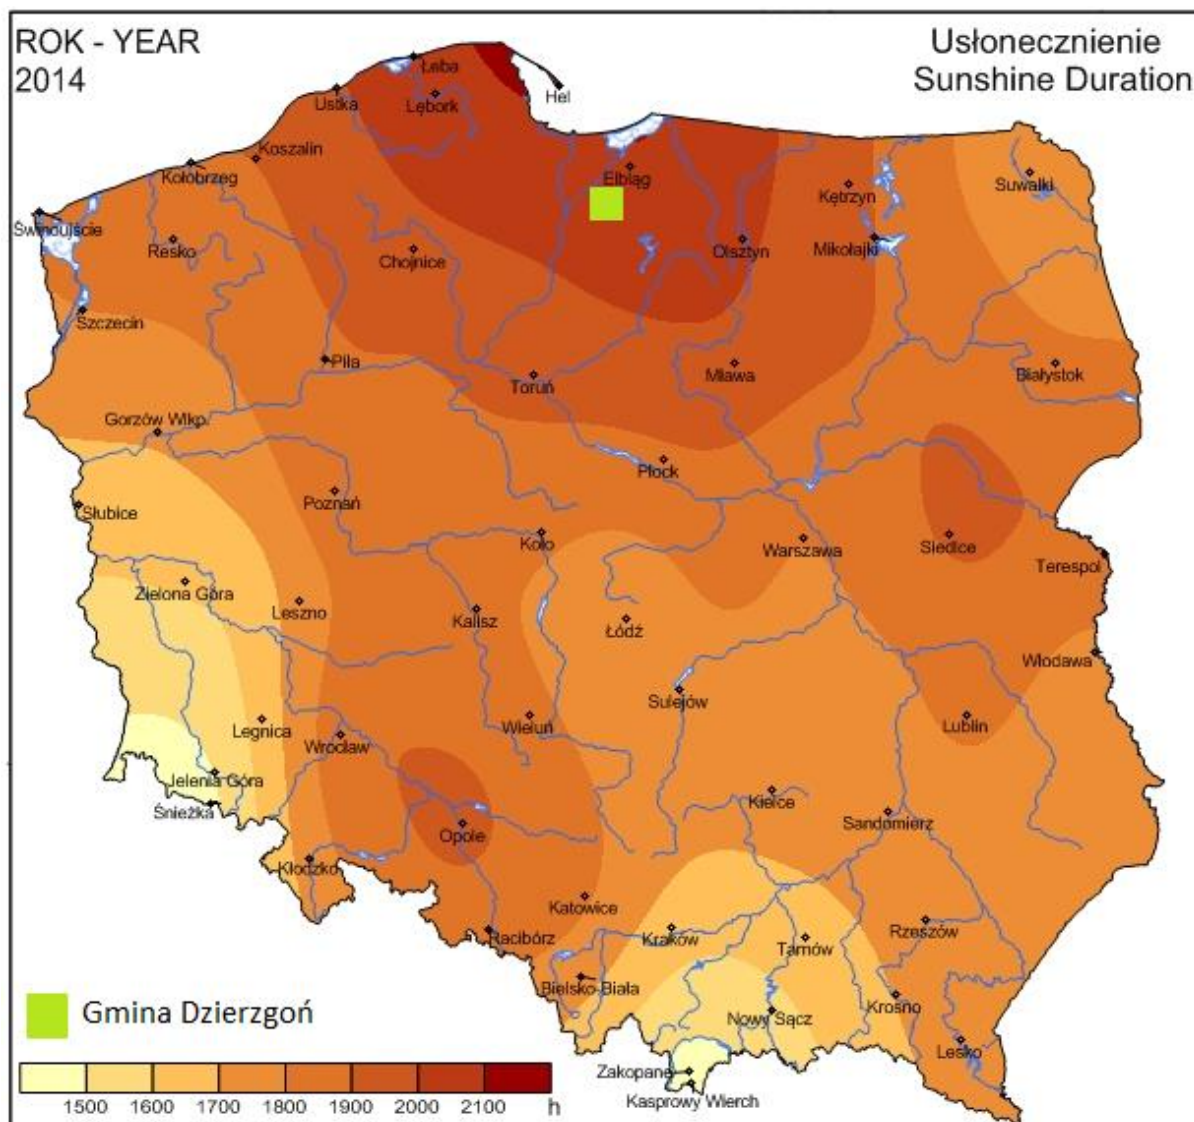 ROK - YEAR
2014
Usłonecznienie
Sunshine Duration
Łeba
Hel
Ustka
Lębork
Koszalin
Kołobrzeg
Elbląg
Kętrzyn
Suwałki
Świnoujście
Resko
Chojnice
Olsztyn
Mikołajki
Szczecin
Piła
Toruń
Mława
Białystok
Gorzów Wlkp.
Płock
Słubice
Poznań
Koło
Warszawa
Siedlce
Terespol
Zielona Góra
Leszno
Kalisz
Łódź
Włodawa
Sulejów
Legnica
Wrocław
Wieluń
Lublin
Jelenia Góra
Śnieżka
Kielce
Sandomierz
Opole
Kłodzko
Katowice
Kraków
Tarnów
Rzeszów
Racibórz
Bielsko-Biała
Nowy Sącz
Krosno
Lesko
Gmina Dzierzgoń
Zakopane
Kasprowy Wierch
1500 1600 1700 1800 1900 2000 2100 h